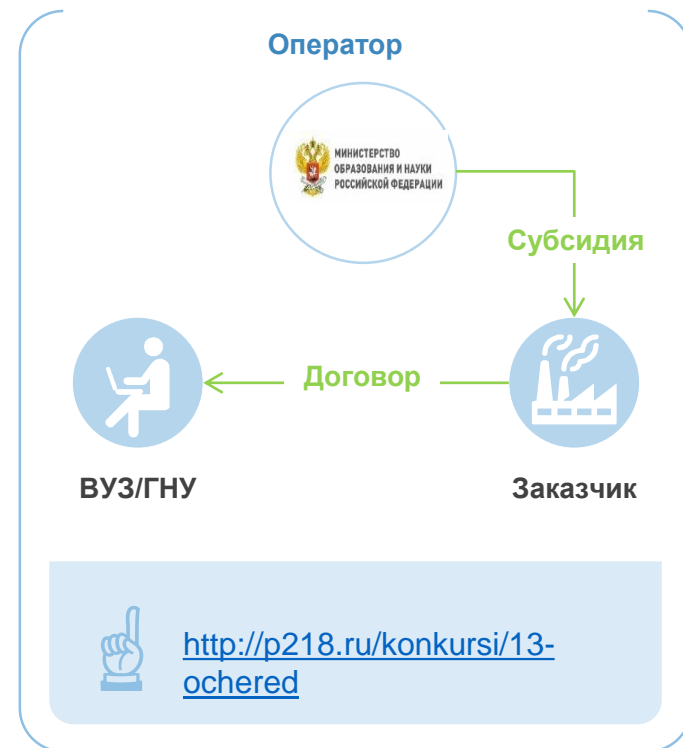 Оператор
МИНИСТЕРСТВО
ОБРАЗОВАНИЯ И НАУКИ
РОССИЙСКОЙ ФЕДЕРАЦИИ
Субсидия
Договор
ВУЗ/ГНУ
Заказчик
http://p218.ru/konkursi/13-
ochered